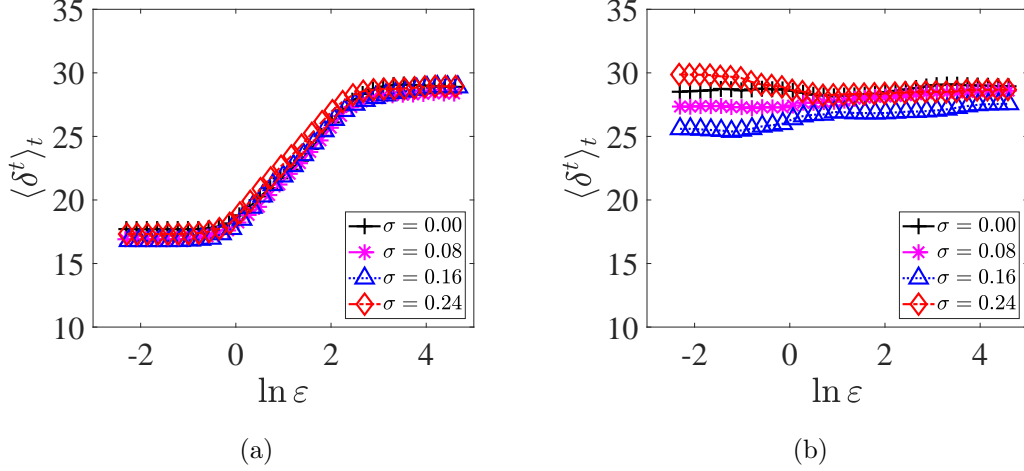 35
30
25
20
15
10
⟨δᵗ⟩ₜ
-2 0 2 4
ln ε
σ = 0.00
σ = 0.08
σ = 0.16
σ = 0.24
(a)
35
30
25
20
15
10
⟨δᵗ⟩ₜ
-2 0 2 4
ln ε
σ = 0.00
σ = 0.08
σ = 0.16
σ = 0.24
(b)